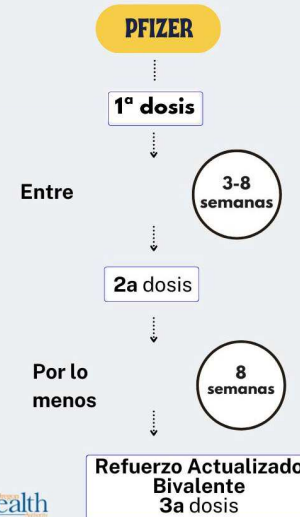 PFIZER
1ª dosis
Entre
3-8
semanas
2a dosis
Por lo
menos
8
semanas
Refuerzo Actualizado
Bivalente
3a dosis